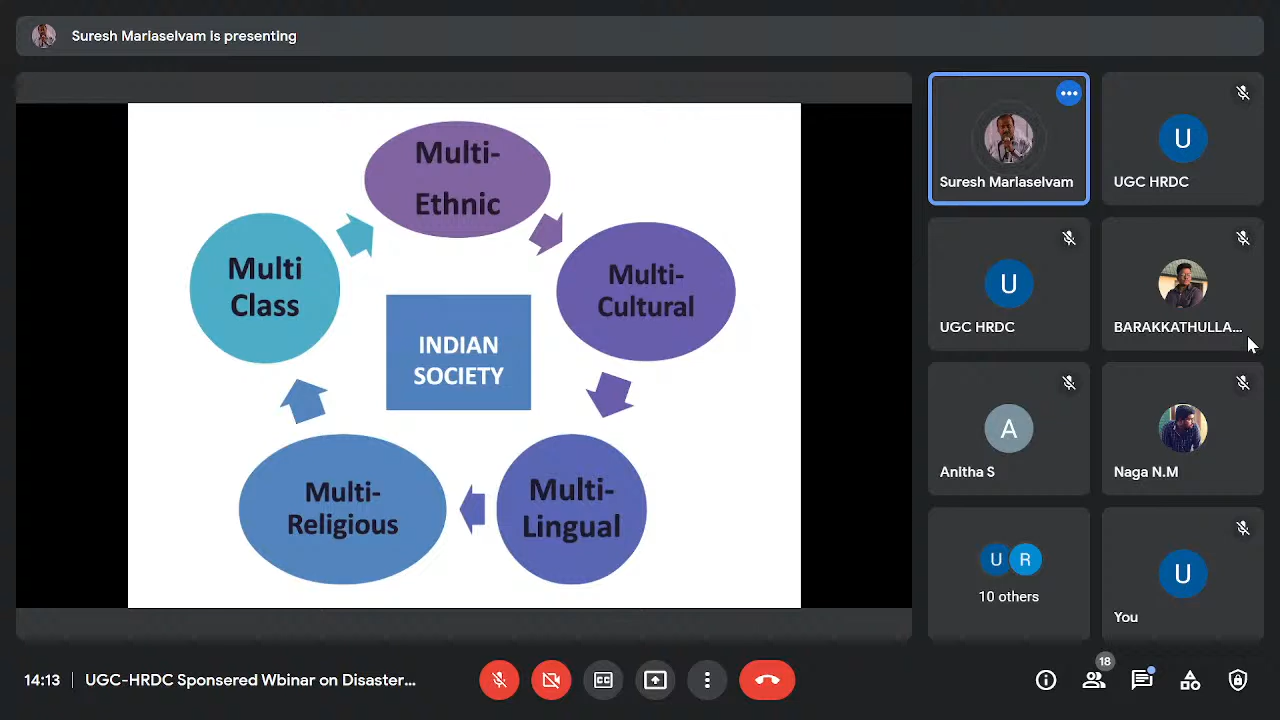 Suresh Mariaselvam is presenting
Multi-
Ethnic
Multi
Class
Multi-
Cultural
INDIAN
SOCIETY
Multi-
Religious
Multi-
Lingual
Suresh Mariaselvam
U
UGC HRDC
U
UGC HRDC
BARAKKATHULLA...
A
Anitha S
Naga N.M
U R
10 others
U
You
14:13 | UGC-HRDC Sponsered Wbinar on Disaster...
CC
18